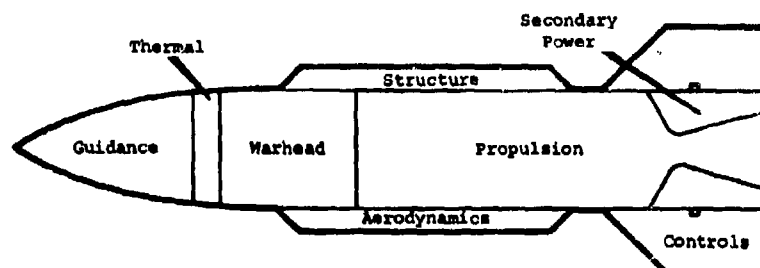 Secondary
Power
Thermal
Structure
Guidance
Warhead
Propulsion
Aerodynamics
Controls